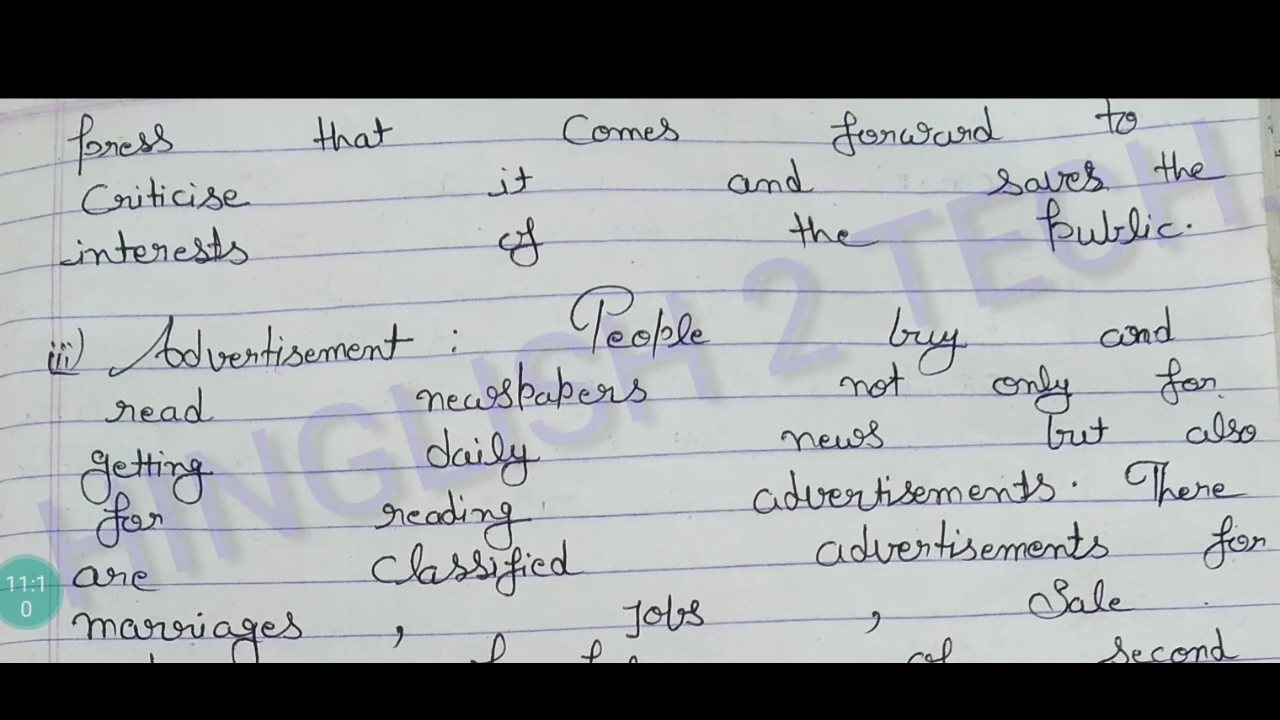 press that comes forward to
Criticise it and saves the
interests of the public.
iii) Advertisement : People buy and
read newspapers not only for
getting daily news but also
for reading advertisements. There
are classified advertisements for
marriages , Jobs , Sale
of second
HINGLISH 2 TECH.
11:1
0